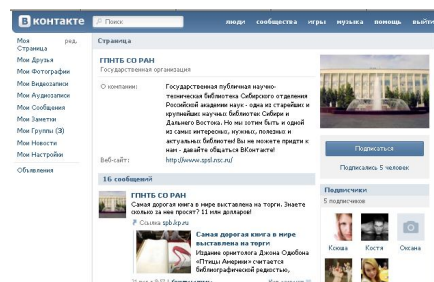 В контакте Поиск люди сообщества игры музыка помощь выйти
Моя Страница ред.
Мои Друзья
Мои Фотографии
Мои Видеозаписи
Мои Аудиозаписи
Мои Сообщения
Мои Заметки
Мои Группы (3)
Мои Новости
Мои Настройки
Объявления
Страница
ГПНТБ СО РАН
Государственная организация
О компании: Государственная публичная научно-
техническая библиотека Сибирского отделения
Российской академии наук - одна из старейших и
крупнейших научных библиотек Сибири и
Дальнего Востока. Но мы хотим быть и одной
из самых интересных, нужных, полезных и
актуальных библиотек! Вы не можете придти к
нам - давайте общаться ВКонтакте!
Веб-сайт: http://www.spsl.nsc.ru/
16 сообщений
ГПНТБ СО РАН
Самая дорогая книга в мире выставлена на торги. Знаете
сколько за нее просят? 11 млн долларов!
Ссылка spb.kp.ru
Самая дорогая книга в мире
выставлена на торги
Издание орнитолога Джона Одюбона
«Птицы Америки» считается
библиографической редкостью,
Подписаться
Подписались 5 человек
Подписчики
5 подписчиков
Ксюша Костя Оксана